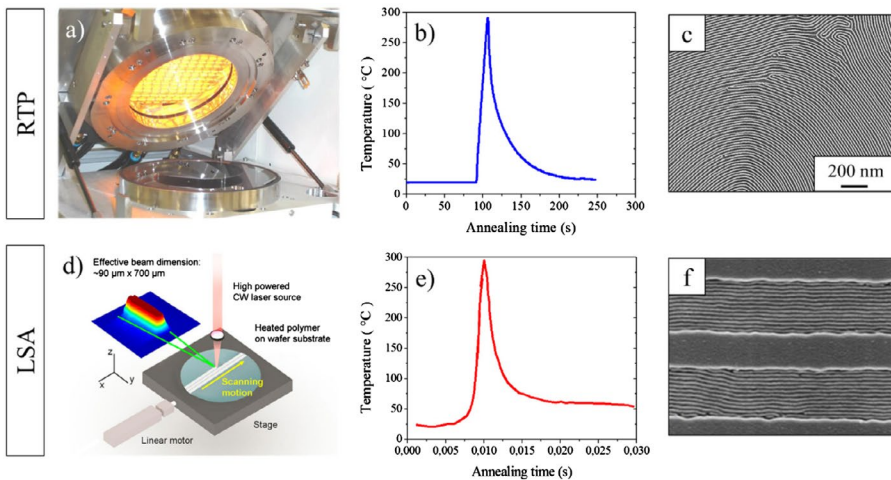 RTP
a)
b)
Temperature ( °C)
300
250
200
150
100
50
0
0
50
100
150
200
250
300
Annealing time (s)
c
200 nm
LSA
d)
Effective beam dimension:
~90 µm x 700 µm
High powered
CW laser source
Heated polymer
on wafer substrate
z
x
y
Scanning
motion
Linear motor
Stage
e)
Temperature ( °C)
300
250
200
150
100
50
0
0,000
0,005
0,010
0,015
0,020
0,025
0,030
Annealing time (s)
f